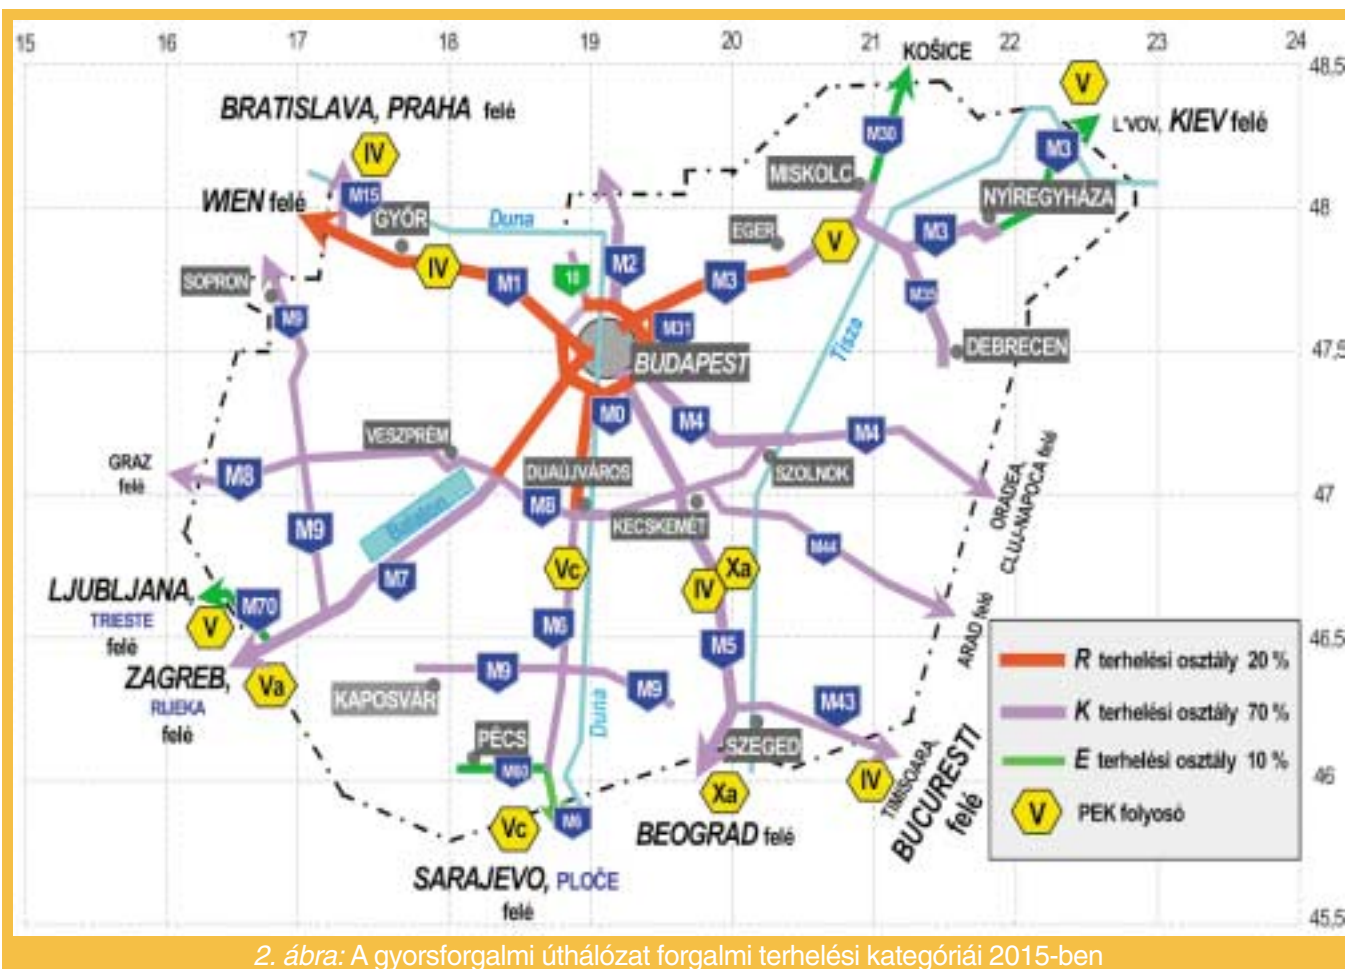 15 16 17 18 19 20 21 22 23 24
KOŠICE
48,5
V
BRATISLAVA, PRAHA felé
L'VOV, KIEV felé
M30
M3
IV
MISKOLC
M15
NYÍREGYHÁZA
WIEN felé
GYŐR
48
Duna
EGER
M3
V
IV
M2
SOPRON
M1
10
M3
M35
M9
M31
Tisza
DEBRECEN
47,5
BUDAPEST
M0
M4
M4
VESZPRÉM
GRAZ
felé
M8
DUAÚJVÁROS
SZOLNOK
ORADEA,
CLUJ-NAPOCA felé
47
Balaton
M8
KECSKEMÉT
M9
M44
Vc
Xa
IV
M7
LJUBLJANA,
TRIESTE
felé
M70
V
M6
M5
ARAD felé
46,5
ZAGREB,
RIJEKA
felé
Va
M9
M9
KAPOSVÁR
Duna
M43
PÉCS
SZEGED
M60
IV
TIMISOARA,
BUCURESTI
felé
46
Xa
M6
Vc
BEOGRAD felé
SARAJEVO, PLOČE
felé
R terhelési osztály 20 %
K terhelési osztály 70 %
E terhelési osztály 10 %
V PEK folyosó
45,5
2. ábra: A gyorsforgalmi úthálózat forgalmi terhelési kategóriái 2015-ben